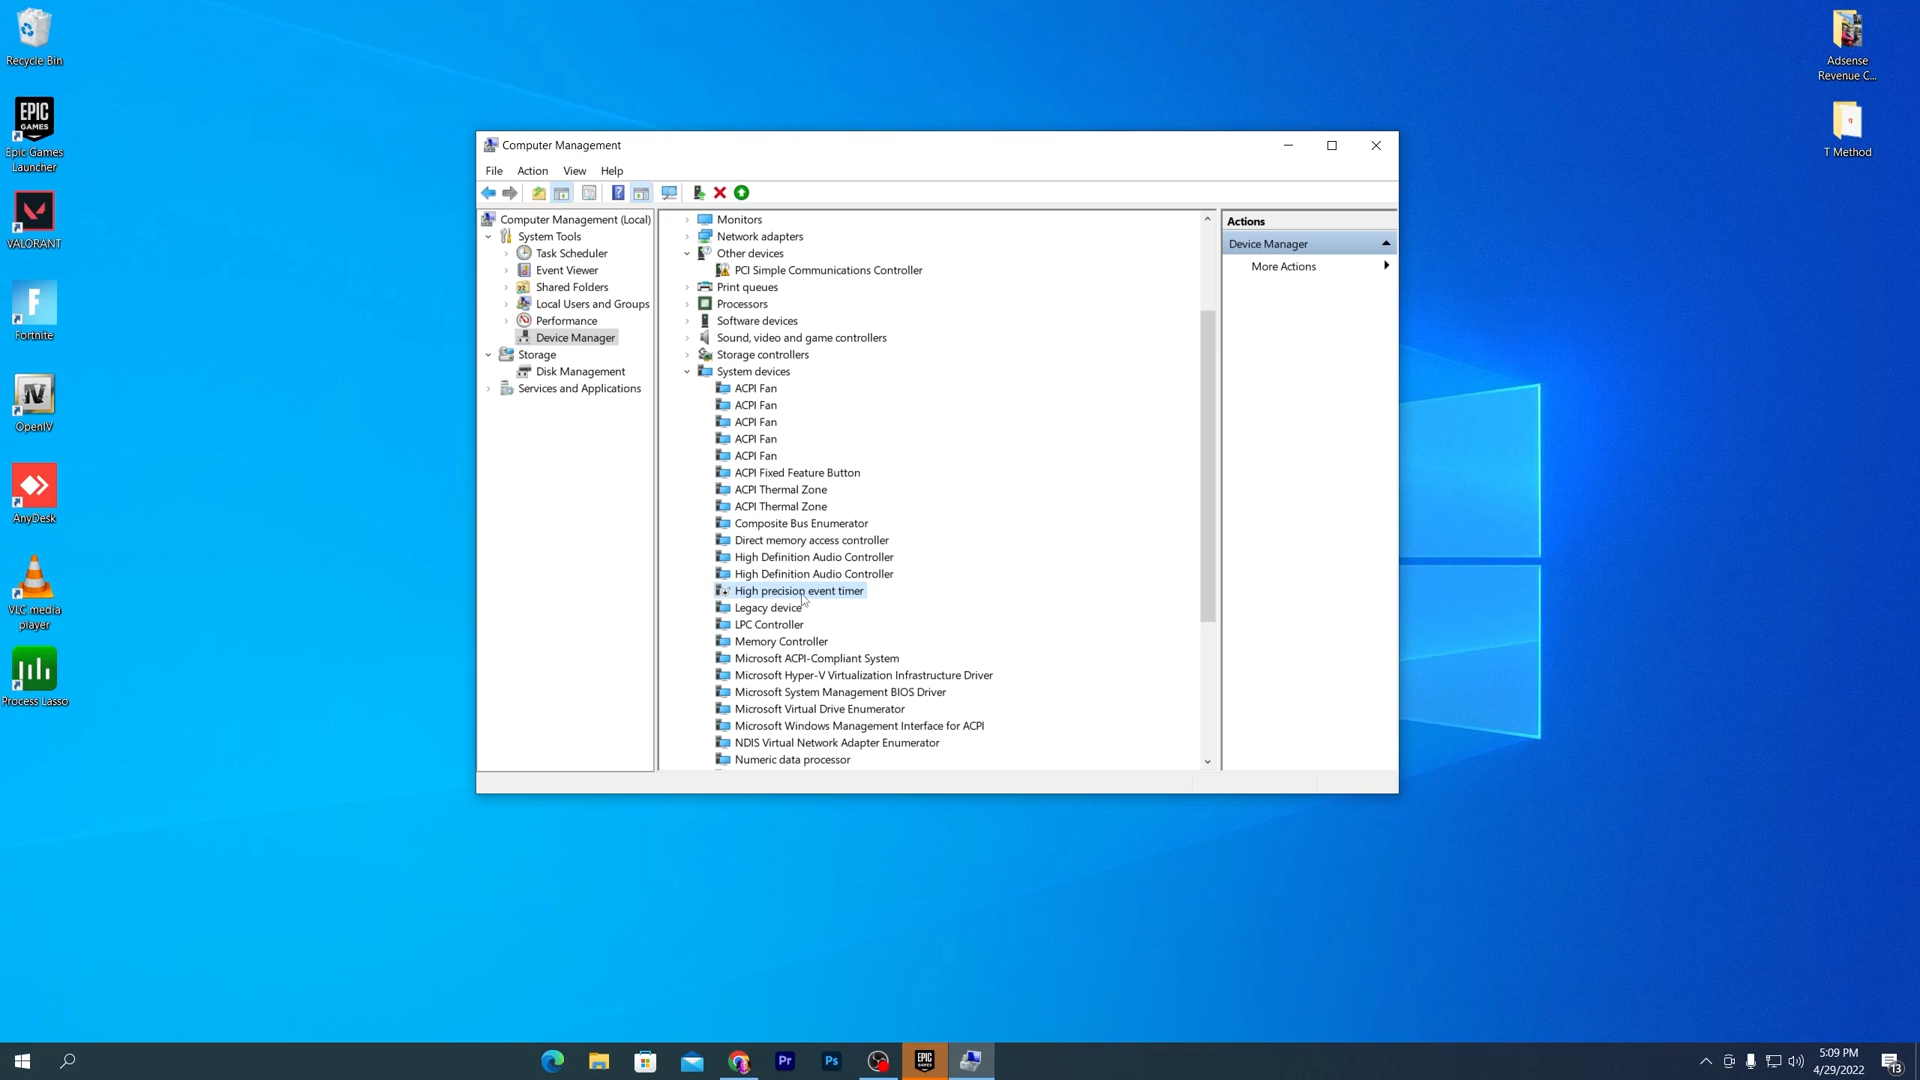 Recycle Bin
EPIC
GAMES
Epic Games
Launcher
VALORANT
Fortnite
OpenIV
AnyDesk
VLC media
player
Process Lasso
Adsense
Revenue C...
T Method
Computer Management
File Action View Help
Computer Management (Local)
System Tools
Task Scheduler
Event Viewer
Shared Folders
Local Users and Groups
Performance
Device Manager
Storage
Disk Management
Services and Applications
Monitors
Network adapters
Other devices
PCI Simple Communications Controller
Print queues
Processors
Software devices
Sound, video and game controllers
Storage controllers
System devices
ACPI Fan
ACPI Fan
ACPI Fan
ACPI Fan
ACPI Fan
ACPI Fixed Feature Button
ACPI Thermal Zone
ACPI Thermal Zone
Composite Bus Enumerator
Direct memory access controller
High Definition Audio Controller
High Definition Audio Controller
High precision event timer
Legacy device
LPC Controller
Memory Controller
Microsoft ACPI-Compliant System
Microsoft Hyper-V Virtualization Infrastructure Driver
Microsoft System Management BIOS Driver
Microsoft Virtual Drive Enumerator
Microsoft Windows Management Interface for ACPI
NDIS Virtual Network Adapter Enumerator
Numeric data processor
Actions
Device Manager
More Actions
Pr
Ps
EPIC
GAMES
5:09 PM
4/29/2022
13